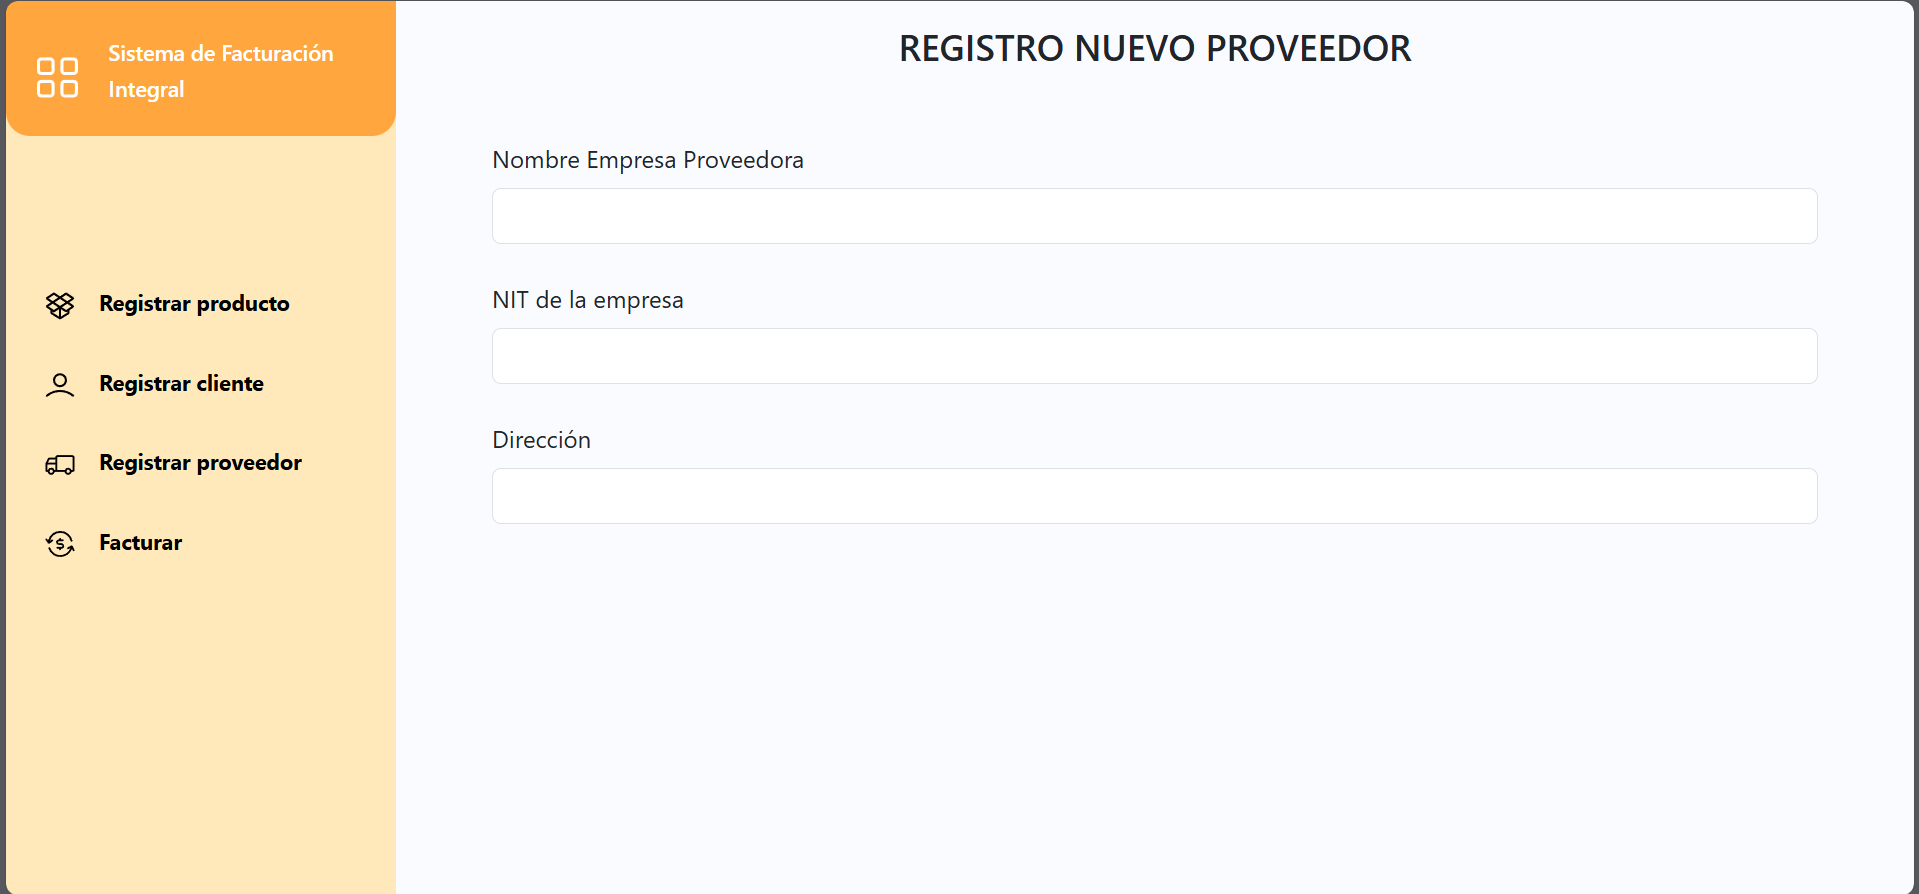 Sistema de Facturación
Integral
Registrar producto
Registrar cliente
Registrar proveedor
$
Facturar
REGISTRO NUEVO PROVEEDOR
Nombre Empresa Proveedora
NIT de la empresa
Dirección